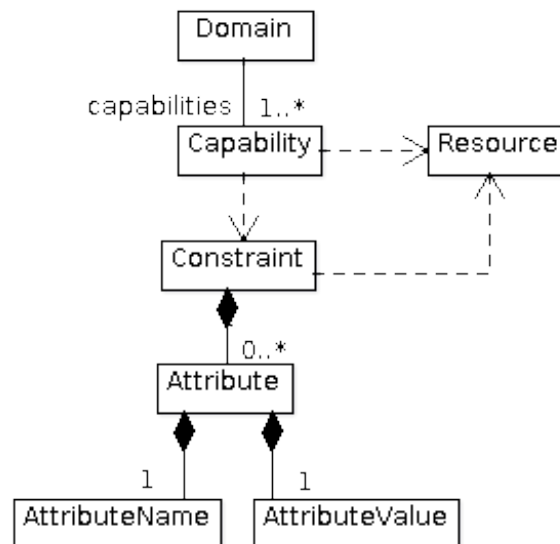 Domain
capabilities 1..*
Capability
Resource
Constraint
0..*
Attribute
1
1
AttributeName
AttributeValue